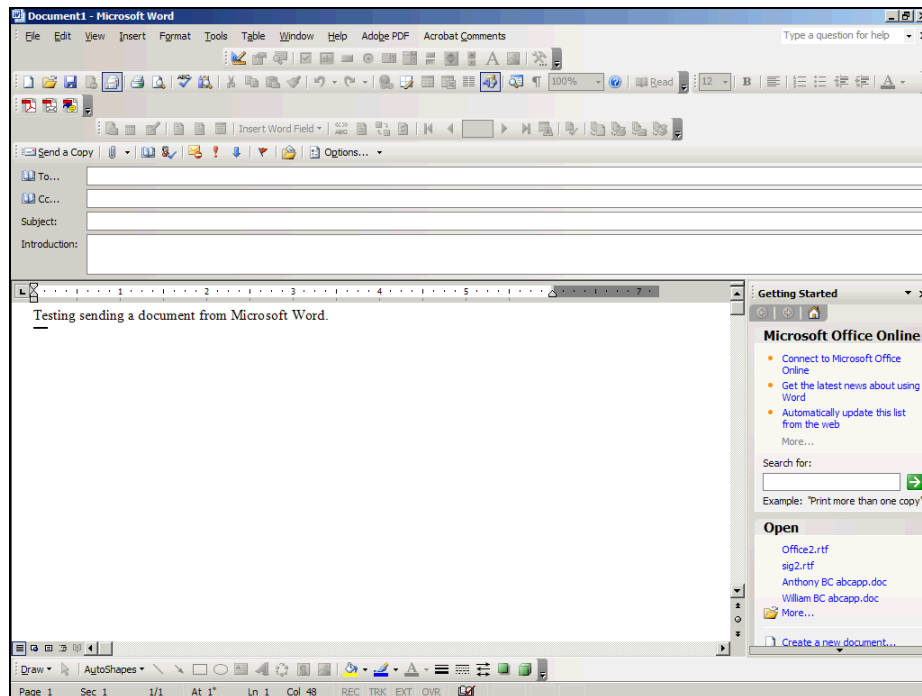 Document1 - Microsoft Word
File Edit View Insert Format Tools Table Window Help Adobe PDF Acrobat Comments Type a question for help
100% Read 12 B A
Insert Word Field
Send a Copy Options...
To...
Cc...
Subject:
Introduction:
1 2 3 4 5 7
Testing sending a document from Microsoft Word.
Getting Started
Microsoft Office Online
Connect to Microsoft Office
Online
Get the latest news about using
Word
Automatically update this list
from the web
More...
Search for:
Example: "Print more than one copy"
Open
Office2.rtf
sig2.rtf
Anthony BC abcapp.doc
William BC abcapp.doc
More...
Create a new document...
Draw AutoShapes A
Page 1 Sec 1 1/1 At 1" Ln 1 Col 48 REC TRK EXT OVR